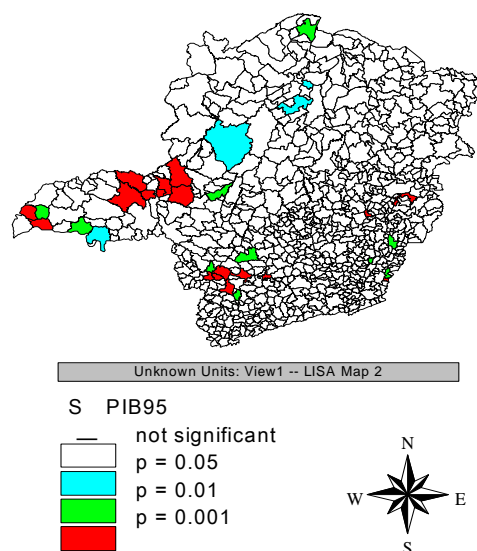 Unknown Units: View1 -- LISA Map 2
S PIB95
not significant
p = 0.05
p = 0.01
p = 0.001
N
W E
S